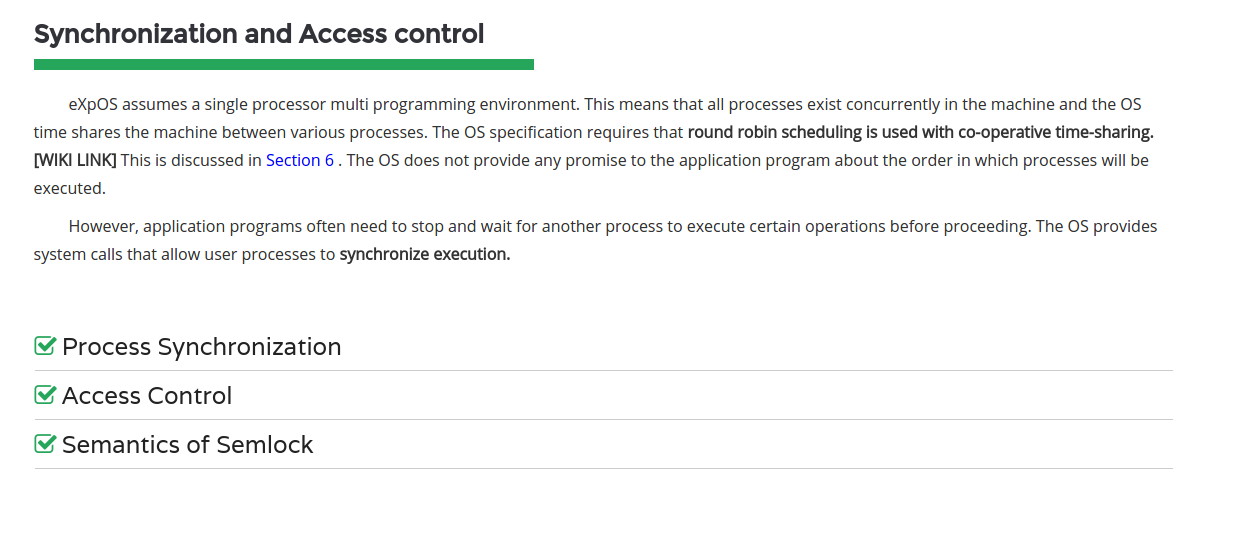 Synchronization and Access control
eXpOS assumes a single processor multi programming environment. This means that all processes exist concurrently in the machine and the OS
time shares the machine between various processes. The OS specification requires that round robin scheduling is used with co-operative time-sharing.
[WIKI LINK] This is discussed in Section 6 . The OS does not provide any promise to the application program about the order in which processes will be
executed.
However, application programs often need to stop and wait for another process to execute certain operations before proceeding. The OS provides
system calls that allow user processes to synchronize execution.
Process Synchronization
Access Control
Semantics of Semlock